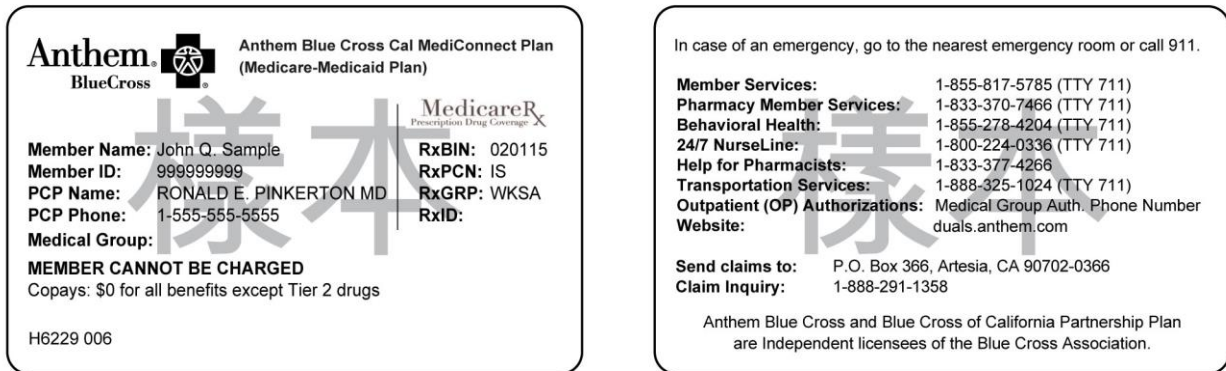 Anthem. BlueCross
Anthem Blue Cross Cal MediConnect Plan
(Medicare-Medicaid Plan)
MedicareRx
Prescription Drug Coverage
樣本
Member Name: John Q. Sample
Member ID: 999999999
PCP Name: RONALD E. PINKERTON MD
PCP Phone: 1-555-555-5555
Medical Group:
RxBIN: 020115
RxPCN: IS
RxGRP: WKSA
RxID:
MEMBER CANNOT BE CHARGED
Copays: $0 for all benefits except Tier 2 drugs
H6229 006
In case of an emergency, go to the nearest emergency room or call 911.
樣本
Member Services: 1-855-817-5785 (TTY 711)
Pharmacy Member Services: 1-833-370-7466 (TTY 711)
Behavioral Health: 1-855-278-4204 (TTY 711)
24/7 NurseLine: 1-800-224-0336 (TTY 711)
Help for Pharmacists: 1-833-377-4266
Transportation Services: 1-888-325-1024 (TTY 711)
Outpatient (OP) Authorizations: Medical Group Auth. Phone Number
Website: duals.anthem.com
Send claims to: P.O. Box 366, Artesia, CA 90702-0366
Claim Inquiry: 1-888-291-1358
Anthem Blue Cross and Blue Cross of California Partnership Plan
are Independent licensees of the Blue Cross Association.